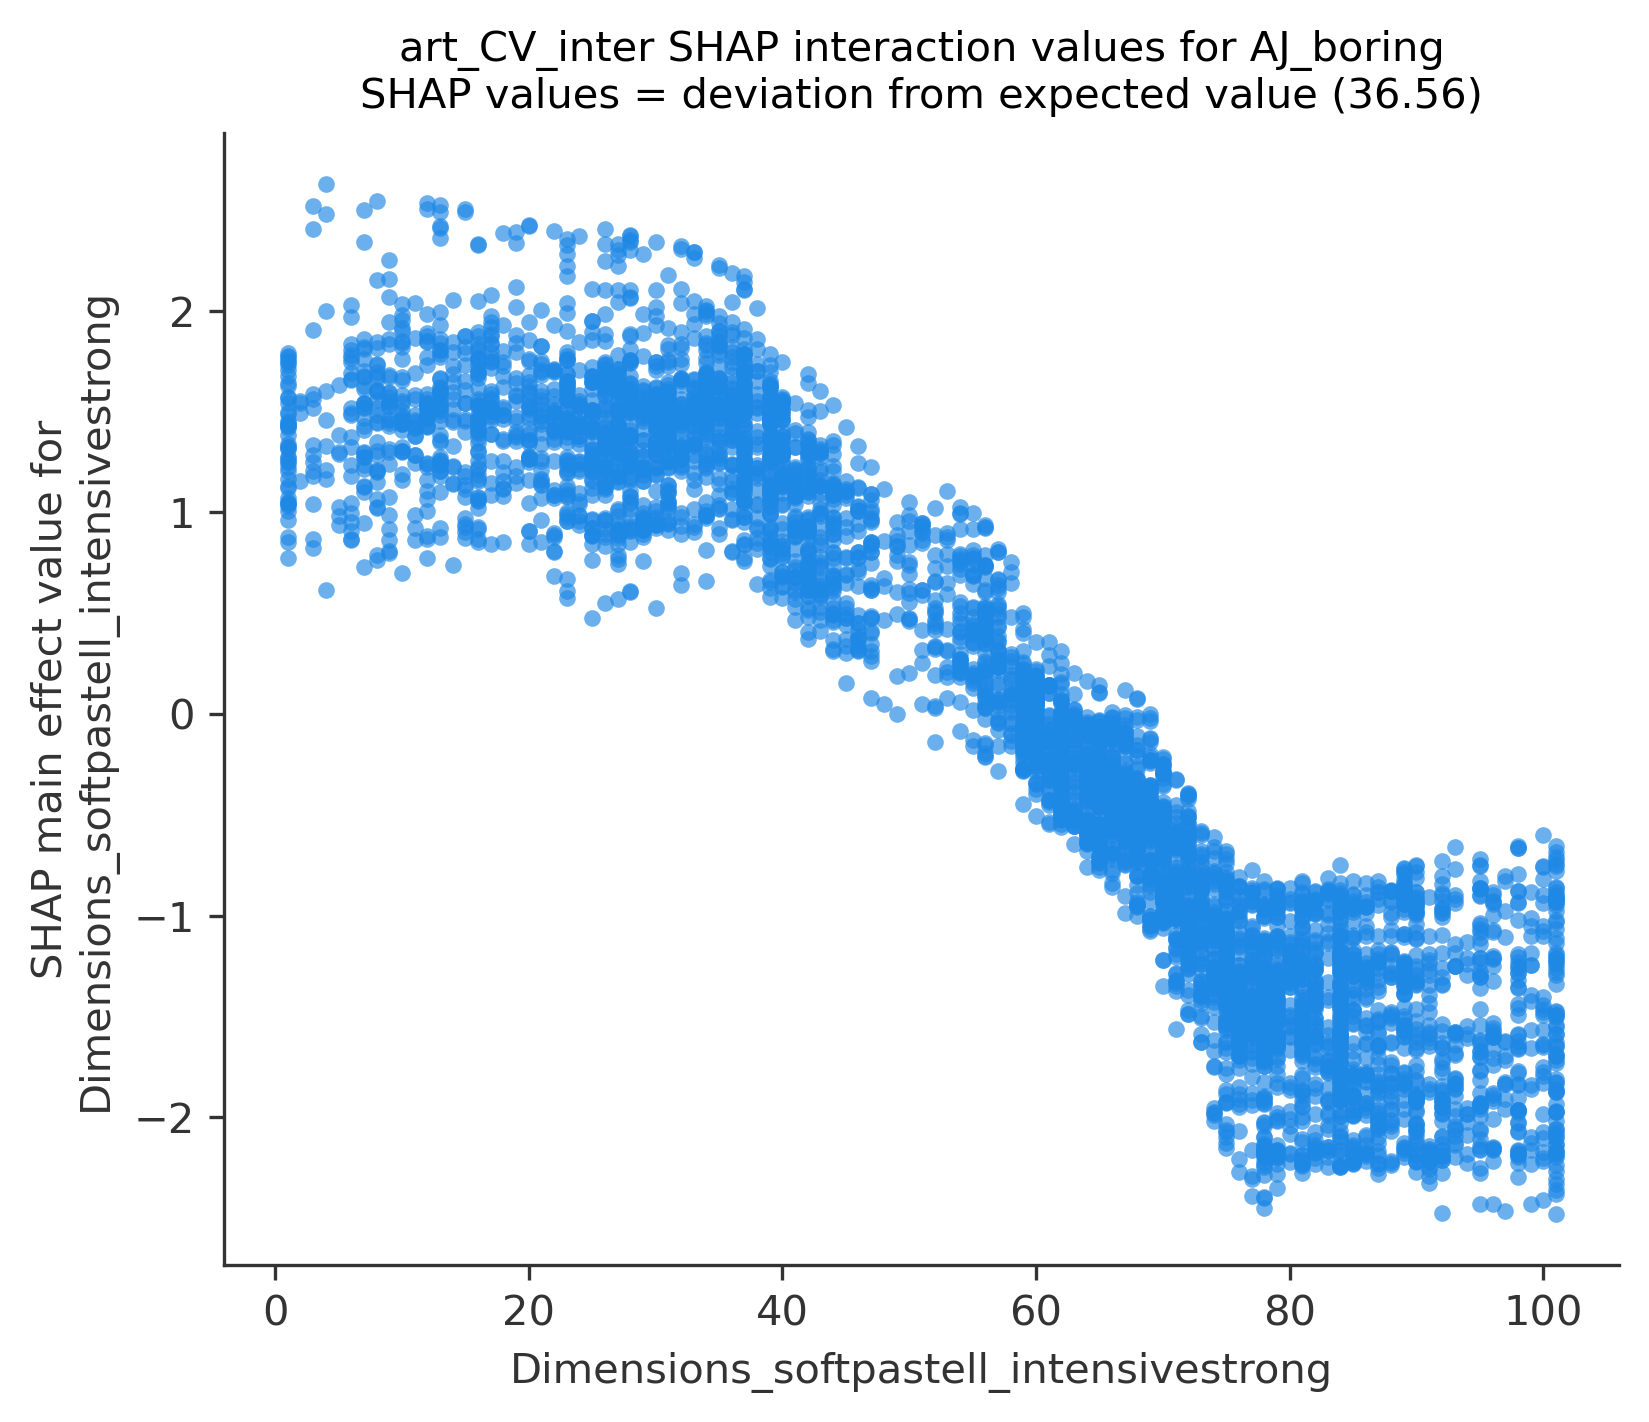 art_CV_inter SHAP interaction values for AJ_boring
SHAP values = deviation from expected value (36.56)
SHAP main effect value for
Dimensions_softpastell_intensivestrong
2
1
0
−1
−2
0
20
40
60
80
100
Dimensions_softpastell_intensivestrong